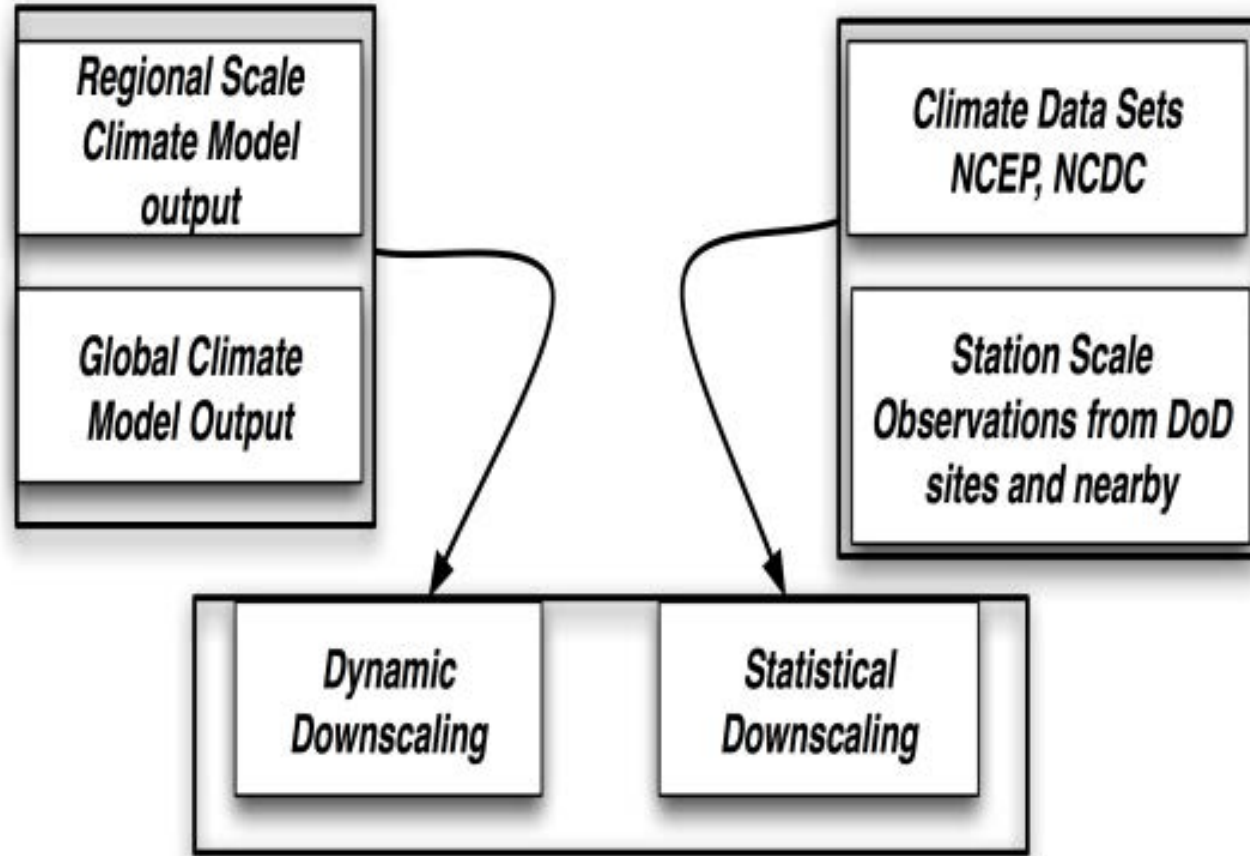 Regional Scale
Climate Model
output
Global Climate
Model Output
Climate Data Sets
NCEP, NCDC
Station Scale
Observations from DoD
sites and nearby
Dynamic
Downscaling
Statistical
Downscaling